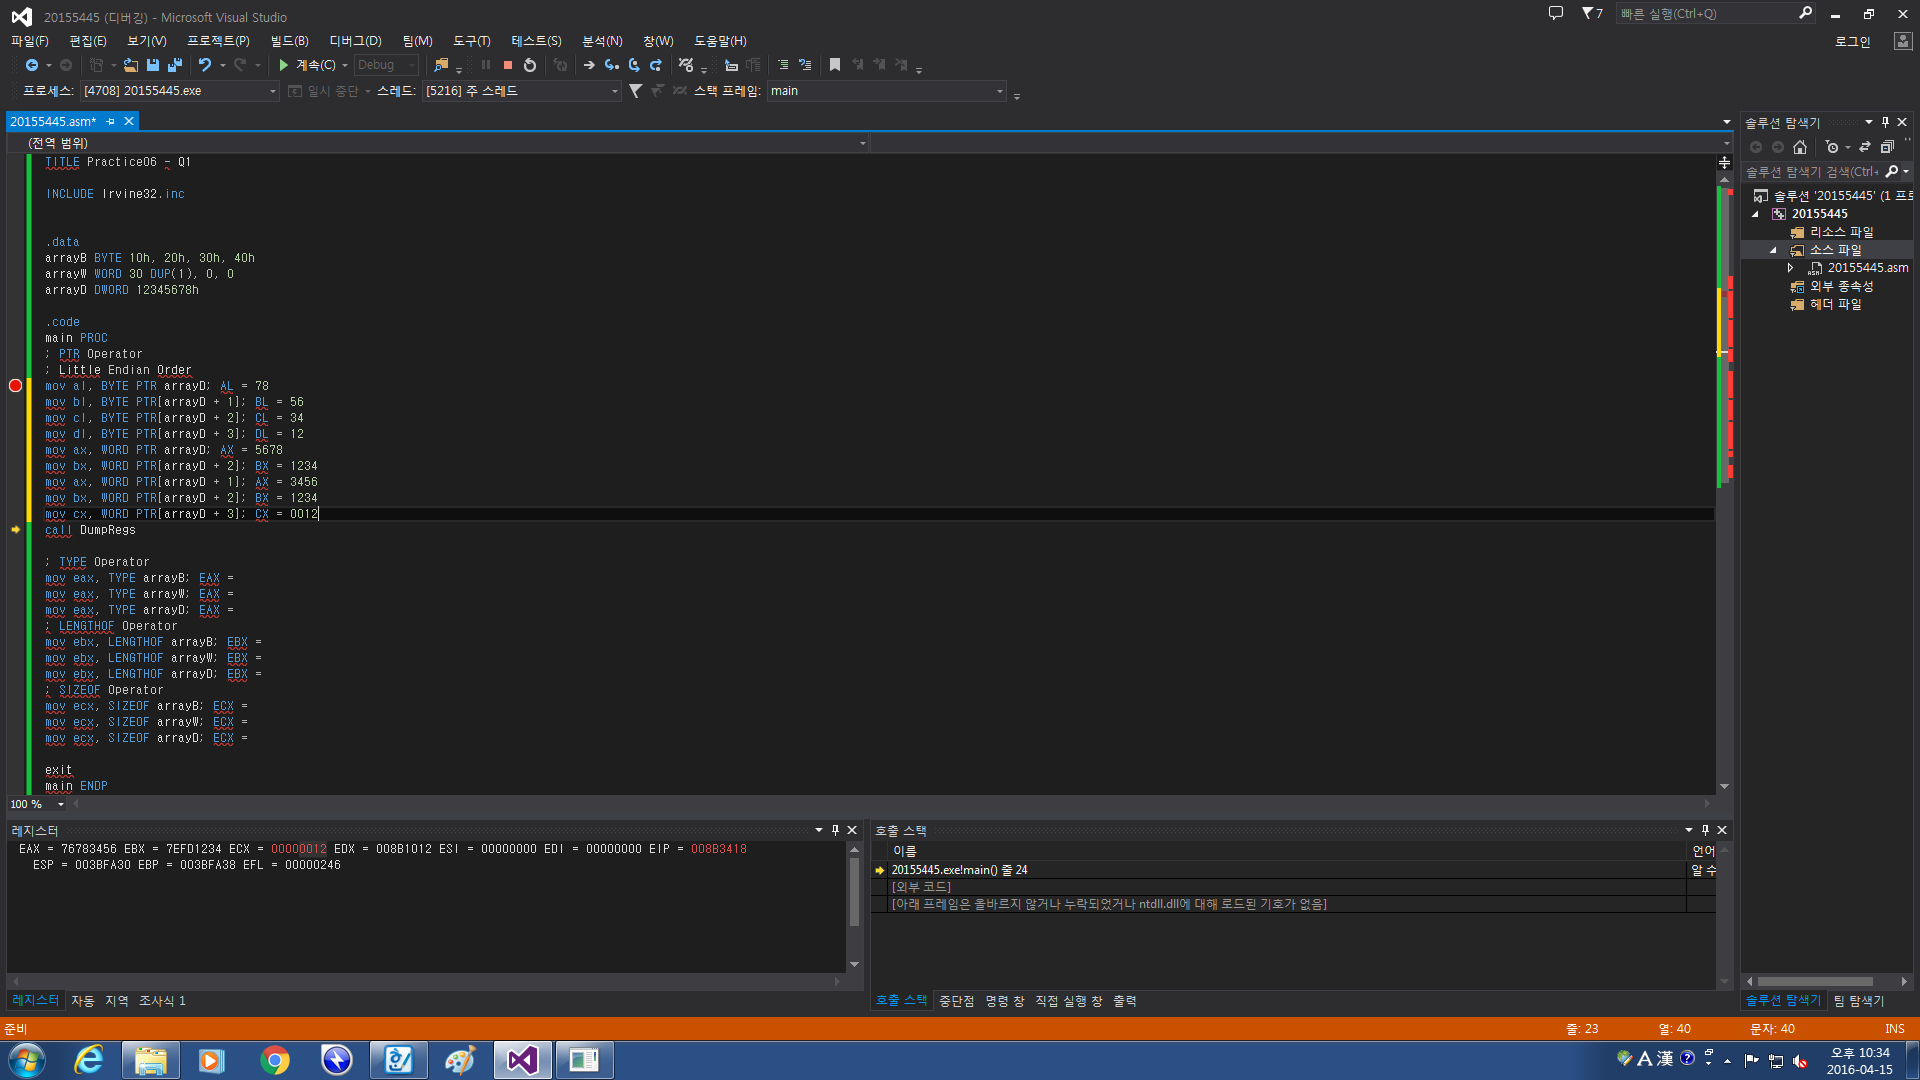 20155445 (디버깅) - Microsoft Visual Studio
7
빠른 실행(Ctrl+Q)
파일(F) 편집(E) 보기(V) 프로젝트(P) 빌드(B) 디버그(D) 팀(M) 도구(T) 테스트(S) 분석(N) 창(W) 도움말(H)
로그인
계속(C) Debug
프로세스: [4708] 20155445.exe 일시 중단 스레드: [5216] 주 스레드 스택 프레임: main
20155445.asm*
(전역 범위)
TITLE Practice06 - Q1
INCLUDE Irvine32.inc
.data
arrayB BYTE 10h, 20h, 30h, 40h
arrayW WORD 30 DUP(1), 0, 0
arrayD DWORD 12345678h
.code
main PROC
; PTR Operator
; Little Endian Order
mov al, BYTE PTR arrayD; AL = 78
mov bl, BYTE PTR[arrayD + 1]; BL = 56
mov cl, BYTE PTR[arrayD + 2]; CL = 34
mov dl, BYTE PTR[arrayD + 3]; DL = 12
mov ax, WORD PTR arrayD; AX = 5678
mov bx, WORD PTR[arrayD + 2]; BX = 1234
mov ax, WORD PTR[arrayD + 1]; AX = 3456
mov bx, WORD PTR[arrayD + 2]; BX = 1234
mov cx, WORD PTR[arrayD + 3]; CX = 0012
call DumpRegs
; TYPE Operator
mov eax, TYPE arrayB; EAX =
mov eax, TYPE arrayW; EAX =
mov eax, TYPE arrayD; EAX =
; LENGTHOF Operator
mov ebx, LENGTHOF arrayB; EBX =
mov ebx, LENGTHOF arrayW; EBX =
mov ebx, LENGTHOF arrayD; EBX =
; SIZEOF Operator
mov ecx, SIZEOF arrayB; ECX =
mov ecx, SIZEOF arrayW; ECX =
mov ecx, SIZEOF arrayD; ECX =
exit
main ENDP
100 %
솔루션 탐색기
솔루션 탐색기 검색(Ctrl+
솔루션 '20155445' (1 프로
20155445
리소스 파일
소스 파일
20155445.asm
외부 종속성
헤더 파일
레지스터
EAX = 76783456 EBX = 7EFD1234 ECX = 00000012 EDX = 008B1012 ESI = 00000000 EDI = 00000000 EIP = 008B3418
ESP = 003BFA30 EBP = 003BFA38 EFL = 00000246
레지스터 자동 지역 조사식 1
호출 스택
이름 언어
20155445.exe!main() 줄 24 알 수
[외부 코드]
[아래 프레임은 올바르지 않거나 누락되었거나 ntdll.dll에 대해 로드된 기호가 없음]
호출 스택 중단점 명령 창 직접 실행 창 출력
솔루션 탐색기 팀 탐색기
준비 줄: 23 열: 40 문자: 40 INS
A 漢
오후 10:34
2016-04-15